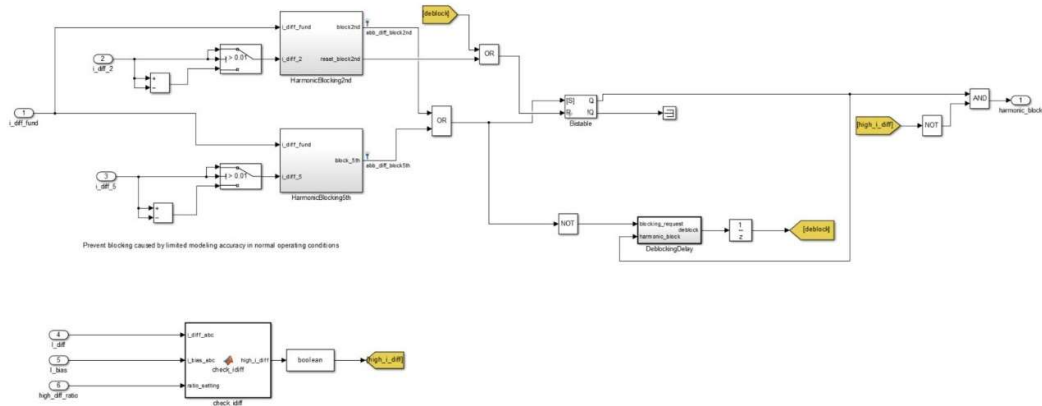 [deblock]
i_diff_fund
block2nd
abb_diff_block2nd
OR
2
i_diff_2
> 0.01
i_diff_2
reset_block2nd
HarmonicBlocking2nd
+
−
1
i_diff_fund
OR
[S]
Q
!Q
Bistable
AND
1
harmonic_block
[high_i_diff]
NOT
i_diff_fund
block_5th
abb_diff_block5th
3
i_diff_5
> 0.01
i_diff_5
HarmonicBlocking5th
+
−
NOT
blocking_request
deblock
harmonic_block
DeblockingDelay
1
z
[deblock]
Prevent blocking caused by limited modeling accuracy in normal operating conditions
4
I_diff
i_diff_abc
5
I_bias
i_bias_abc
check_idiff
high_i_diff
boolean
[high_i_diff]
6
high_diff_ratio
ratio_setting
check_idiff